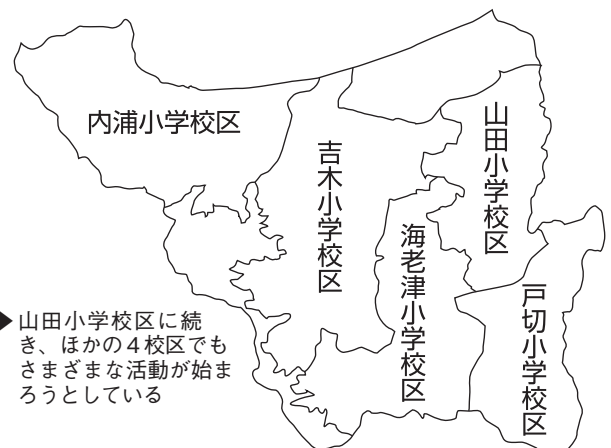 内浦小学校区
吉木小学校区
海老津小学校区
山田小学校区
戸切小学校区
▶山田小学校区に続
き、ほかの４校区でも
さまざまな活動が始ま
ろうとしている